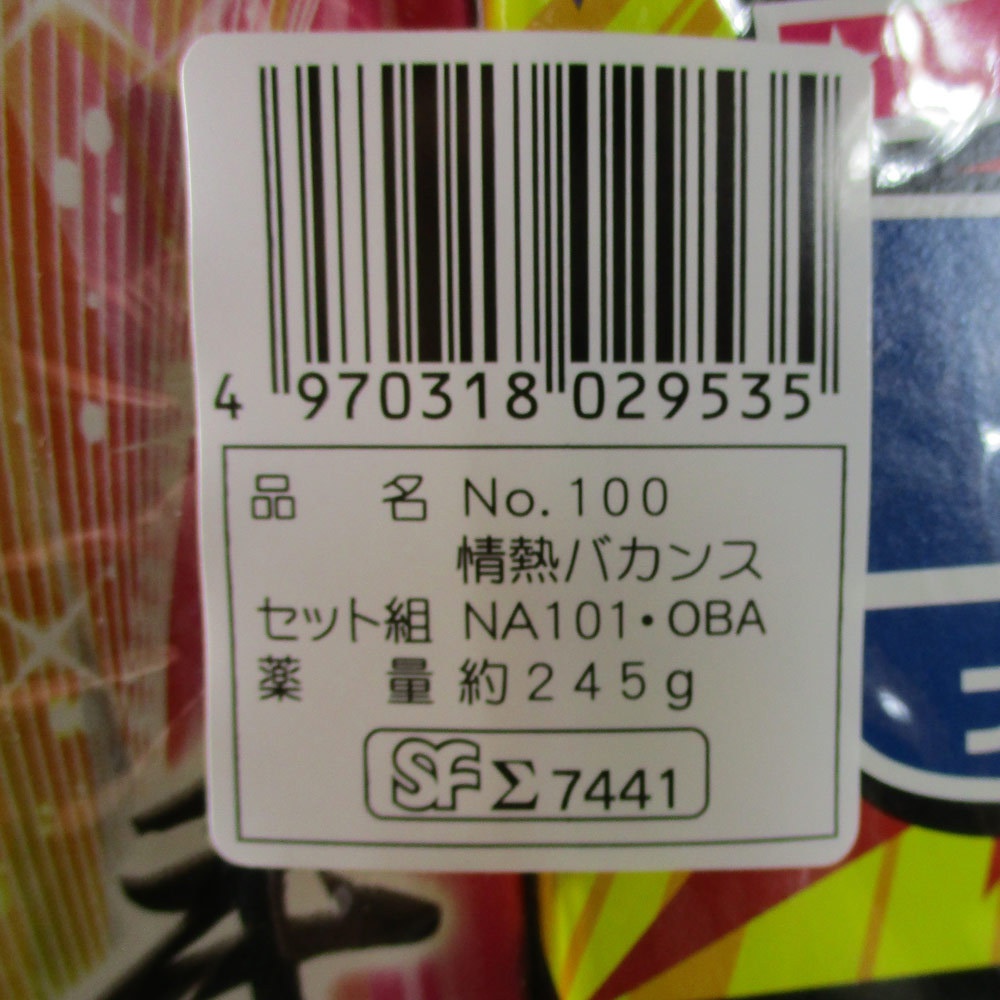 4 970318 029535
品 名 No.100
情熱バカンス
セット組 NA101・OBA
薬 量 約245g
SF Σ 7441